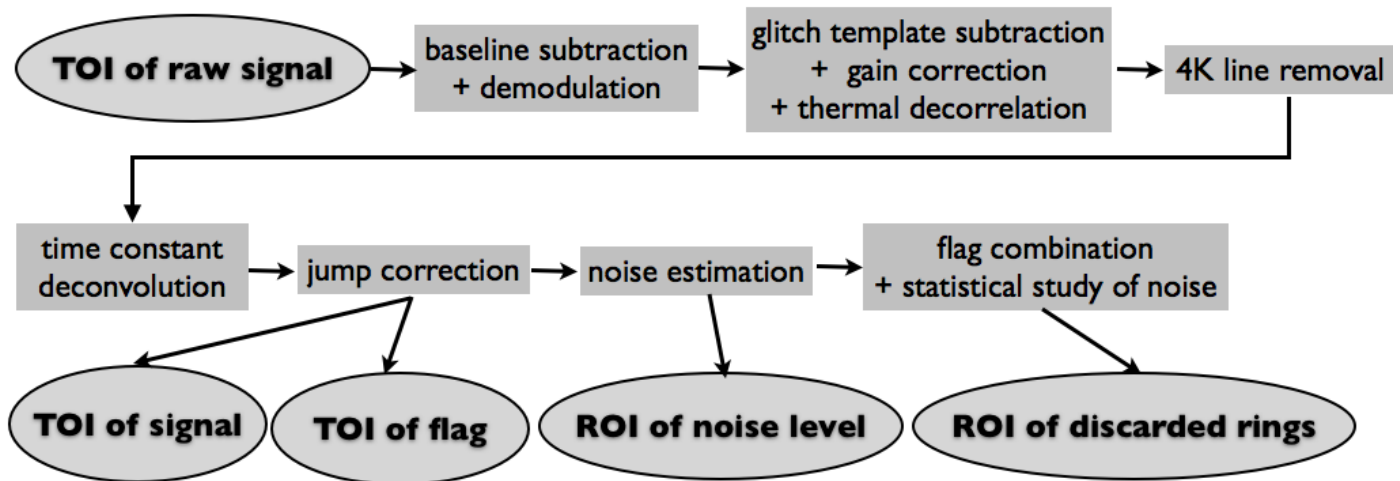 TOI of raw signal
baseline subtraction
+ demodulation
glitch template subtraction
+ gain correction
+ thermal decorrelation
4K line removal
time constant
deconvolution
jump correction
noise estimation
flag combination
+ statistical study of noise
TOI of signal
TOI of flag
ROI of noise level
ROI of discarded rings